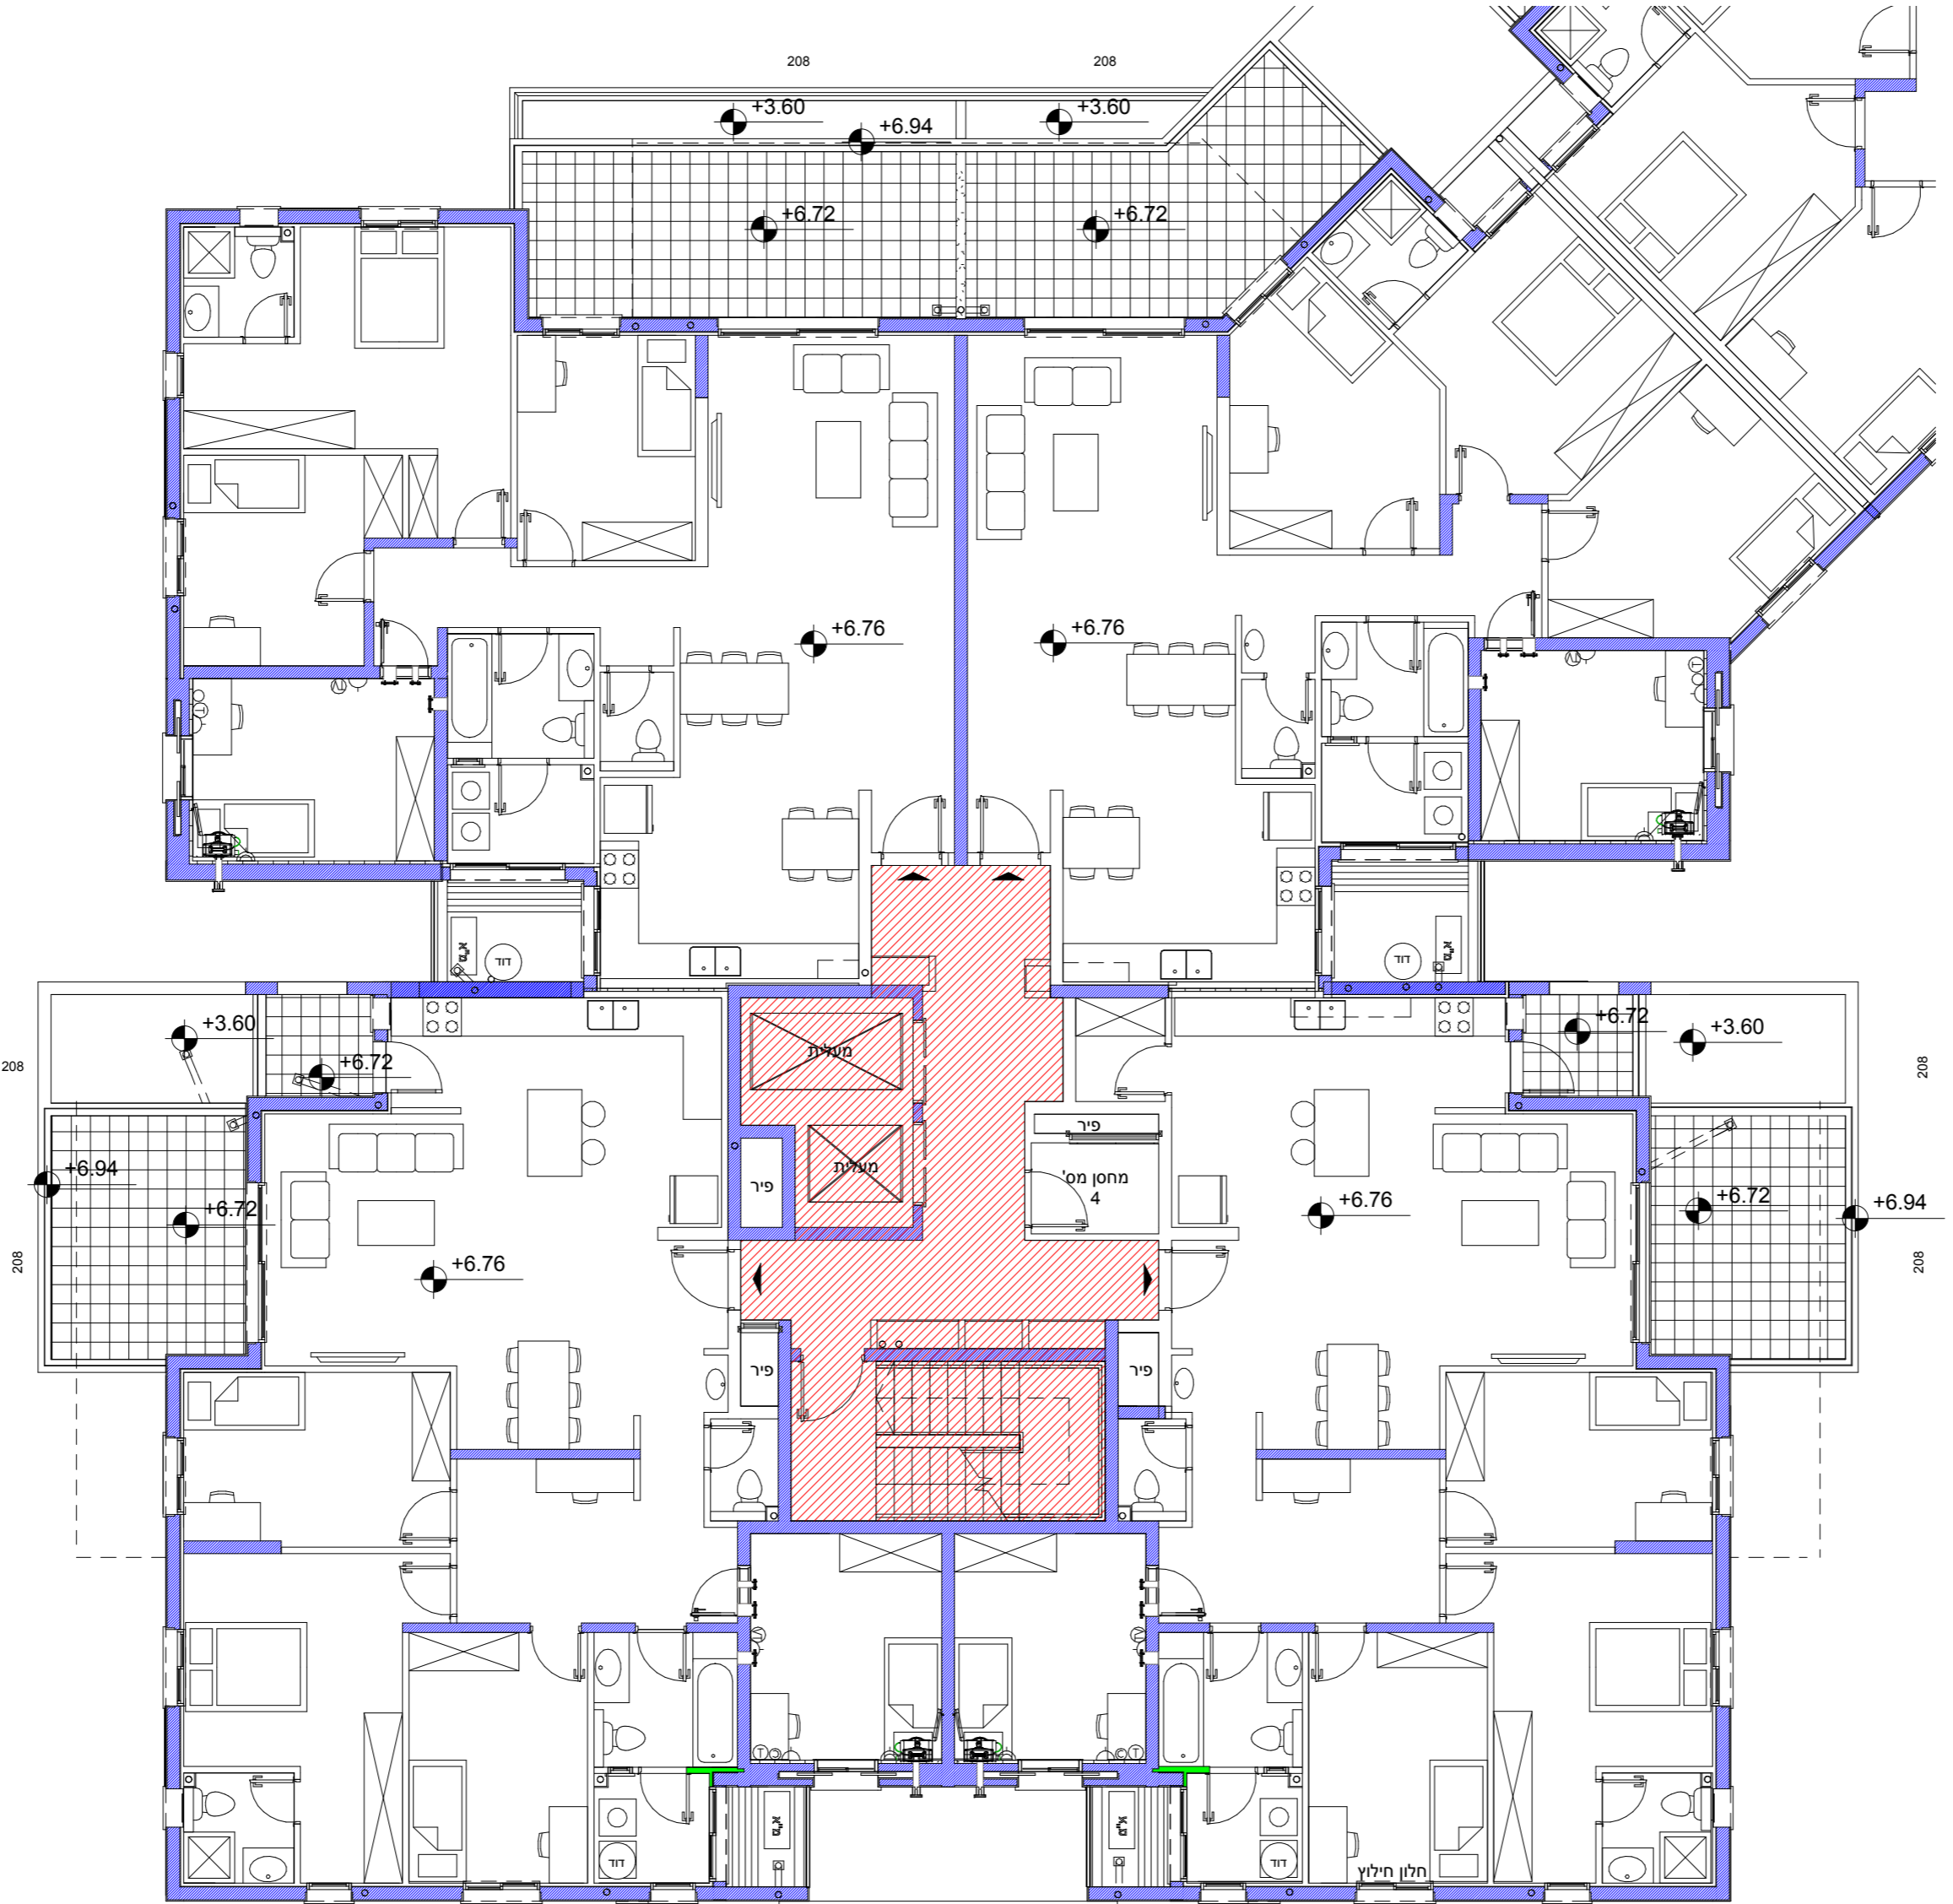 208
208
+3.60
+3.60
+6.94
+6.72
+6.72
+6.76
+6.76
א"מ
דוד
דוד
א"מ
+3.60
+6.72
+6.72
+3.60
208
208
מעלית
מעלית
פיר
פיר
מחסן מס'
4
+6.94
+6.72
+6.76
+6.76
+6.72
+6.94
208
208
פיר
פיר
מ"א
מ"א
דוד
דוד
חלון חילוץ